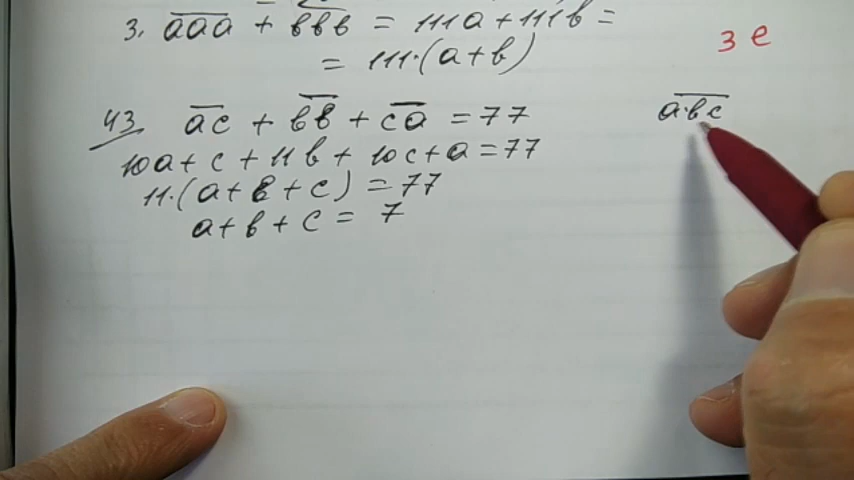 3. aaa + bbb = 111a + 111b =
= 111·(a+b)
з е
43. ac + bb + ca = 77
abc
10a + c + 11b + 10c + a = 77
11·(a+b+c) = 77
a+b+c = 7